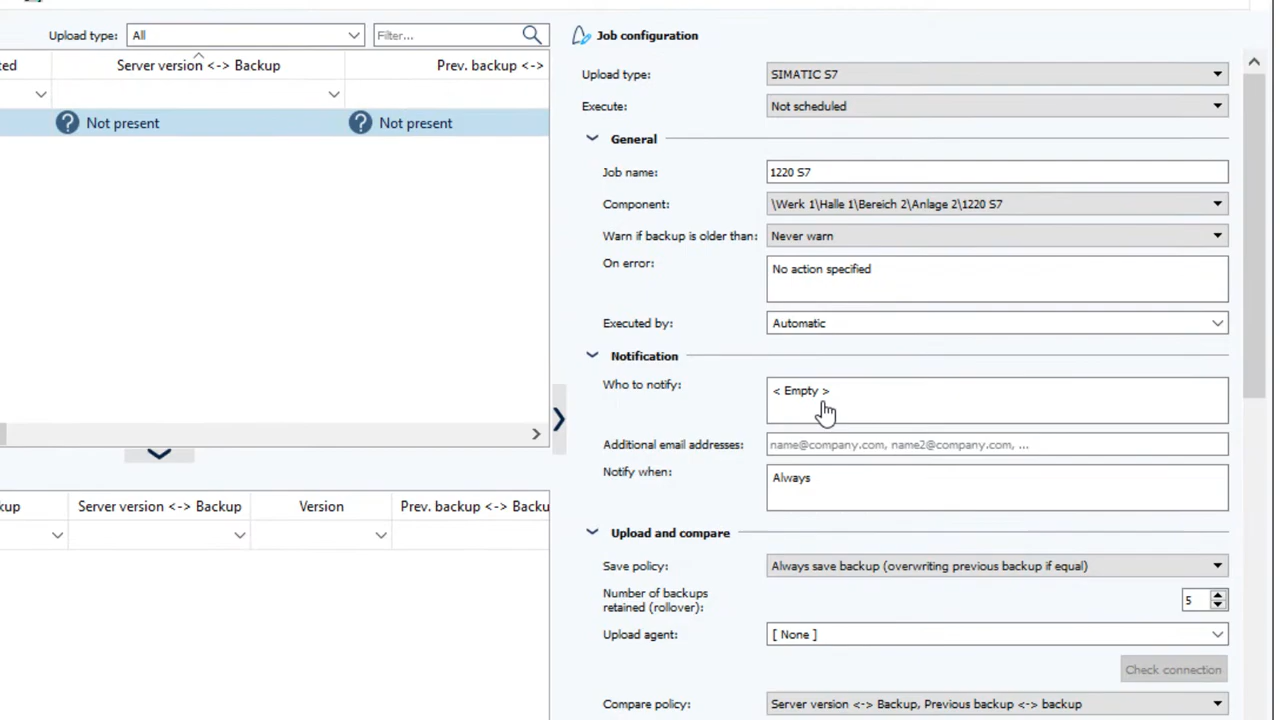 Upload type: All Filter...
ted Server version <-> Backup Prev. backup <->
Not present Not present
kup Server version <-> Backup Version Prev. backup <-> Backu
Job configuration
Upload type: SIMATIC S7
Execute: Not scheduled
General
Job name: 1220 S7
Component: \Werk 1\Halle 1\Bereich 2\Anlage 2\1220 S7
Warn if backup is older than: Never warn
On error: No action specified
Executed by: Automatic
Notification
Who to notify: < Empty >
Additional email addresses: name@company.com, name2@company.com, ...
Notify when: Always
Upload and compare
Save policy: Always save backup (overwriting previous backup if equal)
Number of backups
retained (rollover): 5
Upload agent: [ None ]
Check connection
Compare policy: Server version <-> Backup, Previous backup <-> backup